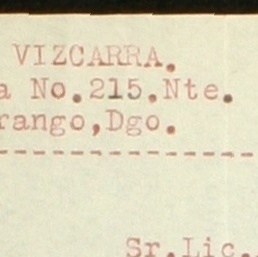 VIZCARRA.
a No.215.Nte.
rango,Dgo.
-----------------
Sr.Lic.